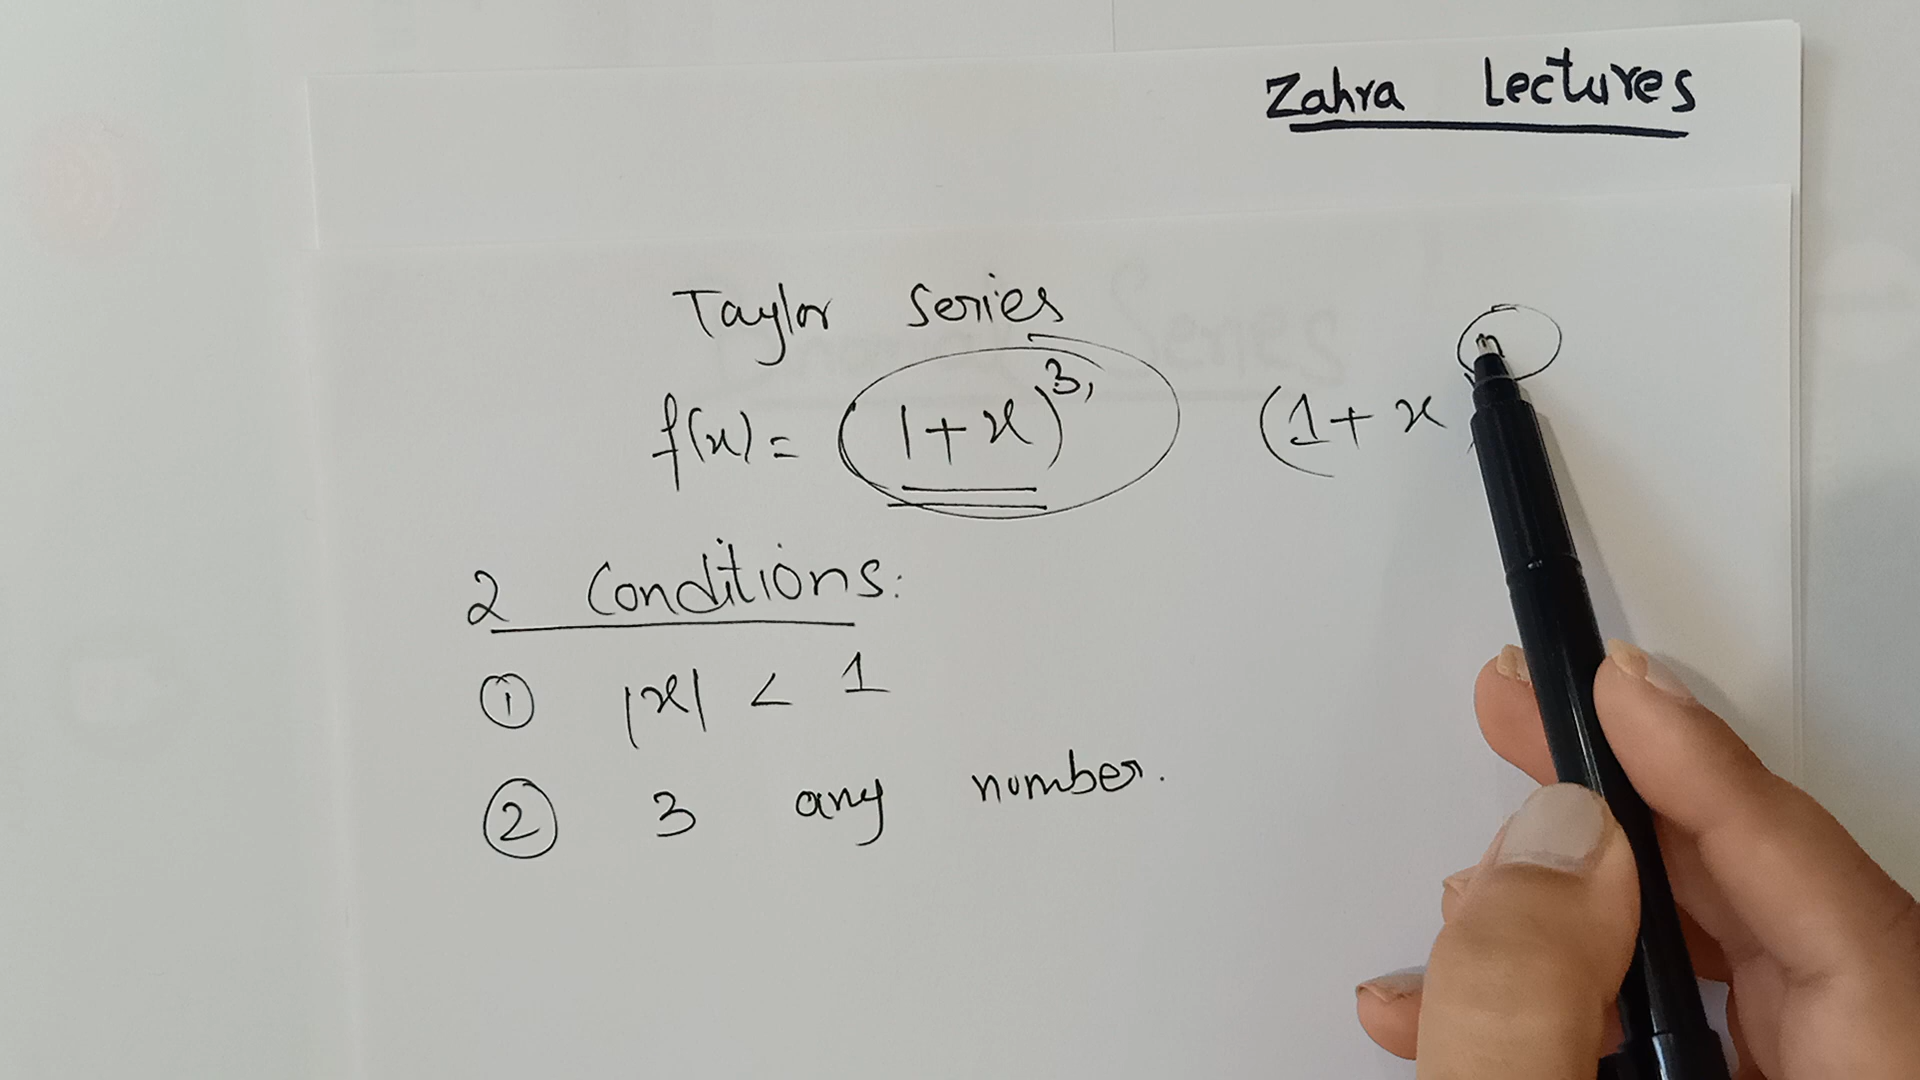 Zahra Lectures
Taylor Series
f(x) = (1+x)³, (1+x)
2 Conditions:
① |x| < 1
② 3 any number.